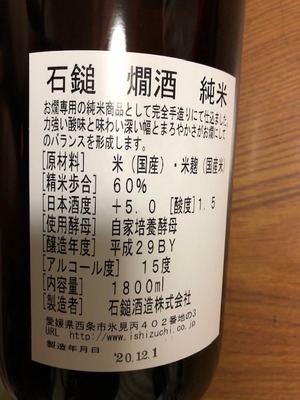 石鎚 燗酒 純米
お燗専用の純米商品として完全手造りにて仕込ました。
力強い酸味と味わい深い幅とまろやかさがお燗にして
のバランスを形成します。
[原材料] 米(国産)・米麹(国産米)
[精米歩合] 60%
[日本酒度] +5.0 [酸度]1.5
[使用酵母] 自家培養酵母
[醸造年度] 平成29BY
[アルコール度] 15度
[内容量] 1800ml
[製造者] 石鎚酒造株式会社
愛媛県西条市氷見丙402番地の3
URL http://www.ishizuchi.co.jp
製造年月日 '20.12.1